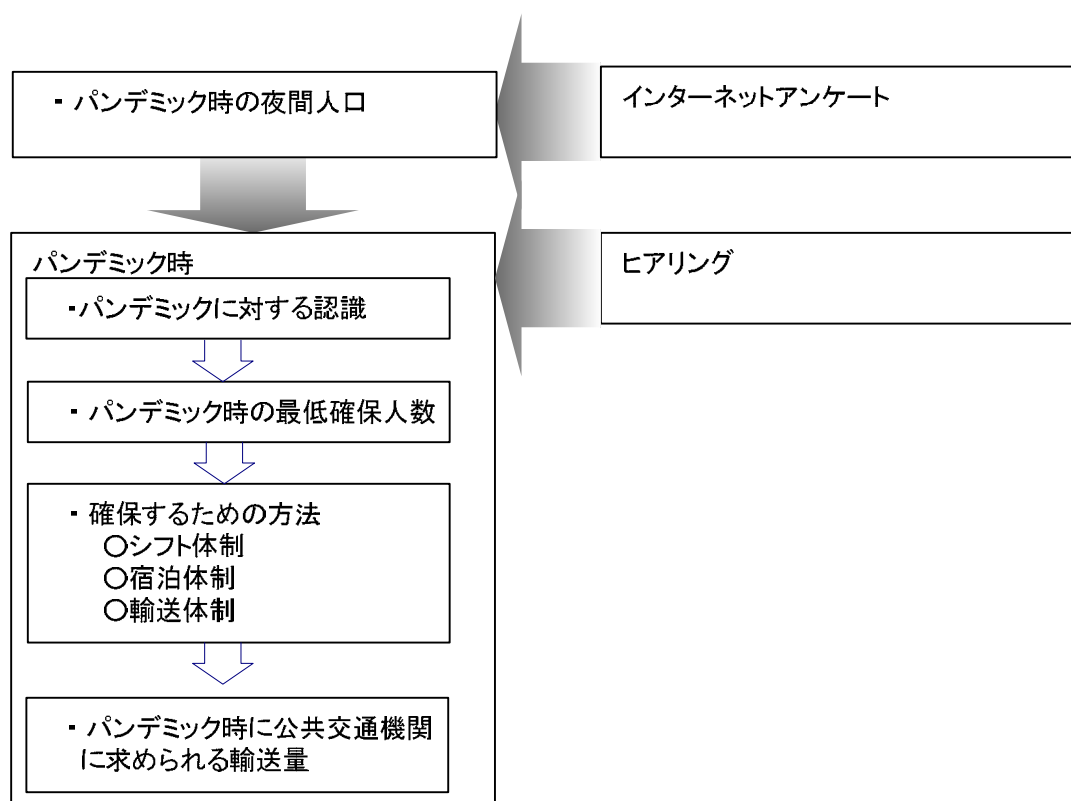 ・パンデミック時の夜間人口
インターネットアンケート
パンデミック時
・パンデミックに対する認識
・パンデミック時の最低確保人数
・確保するための方法
○シフト体制
○宿泊体制
○輸送体制
・パンデミック時に公共交通機関
に求められる輸送量
ヒアリング